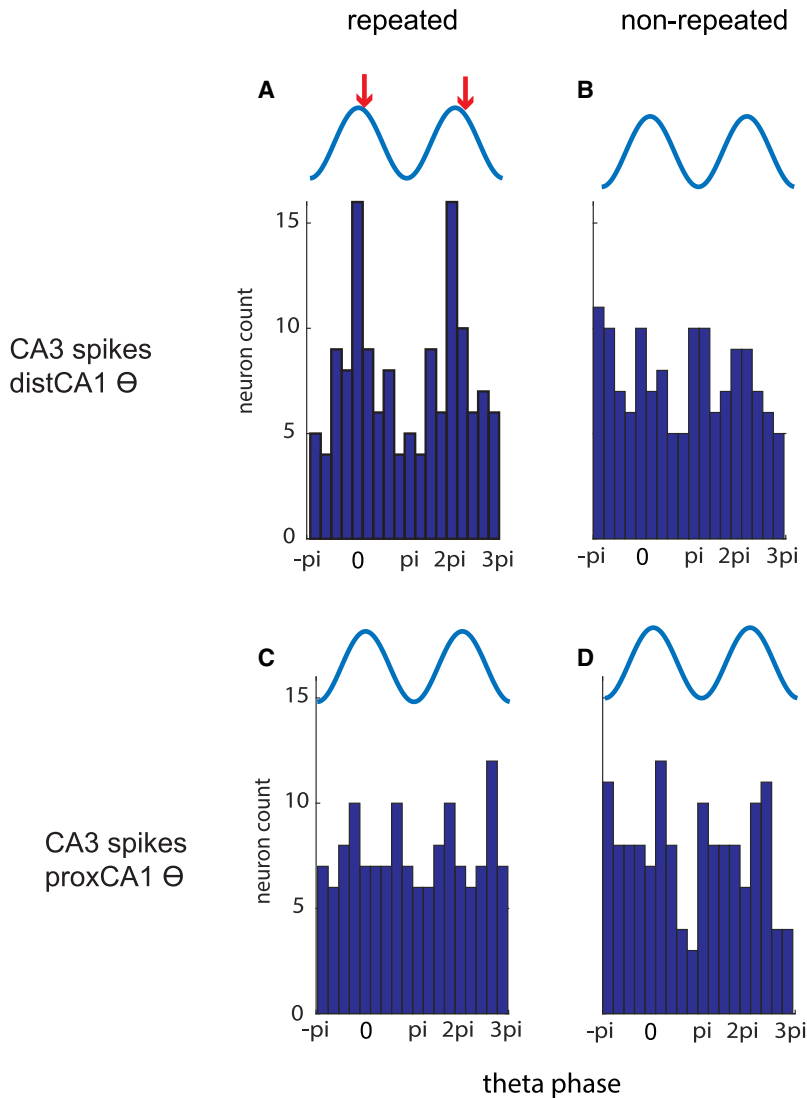 repeated
non-repeated
A
B
CA3 spikes
distCA1 Θ
neuron count
15
10
5
0
-pi 0 pi 2pi 3pi
-pi 0 pi 2pi 3pi
C
D
CA3 spikes
proxCA1 Θ
neuron count
15
10
5
0
-pi 0 pi 2pi 3pi
-pi 0 pi 2pi 3pi
theta phase